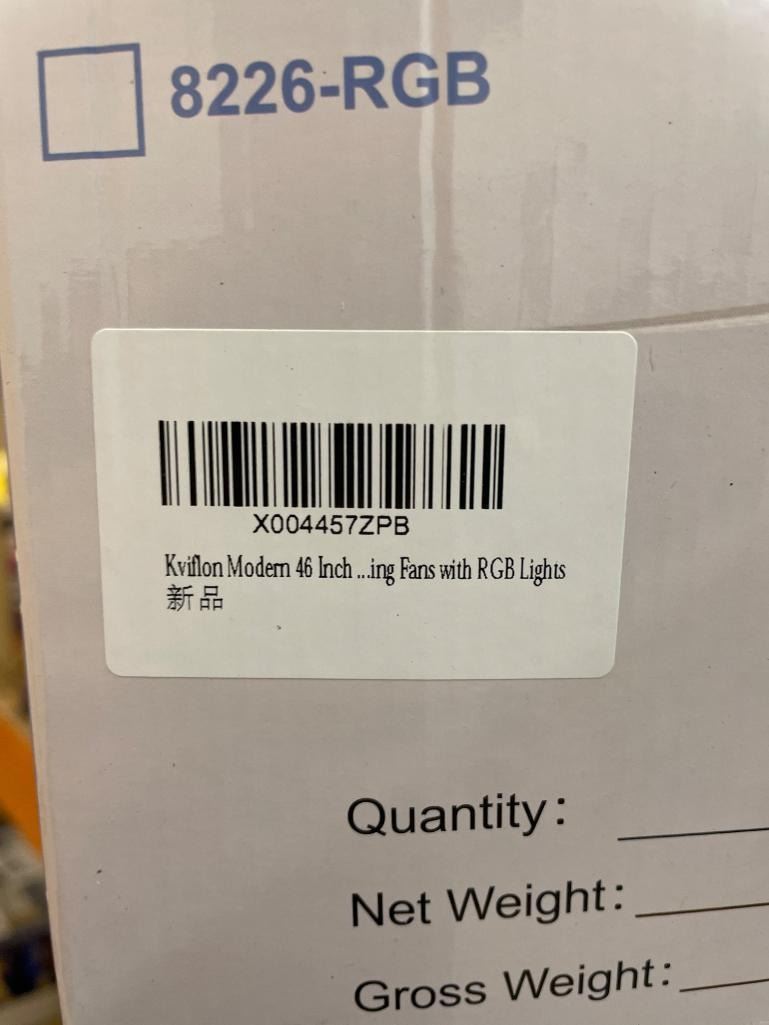 8226-RGB
X004457ZPB
Kviflon Modern 46 Inch ...ing Fans with RGB Lights
新品
Quantity:
Net Weight:
Gross Weight: